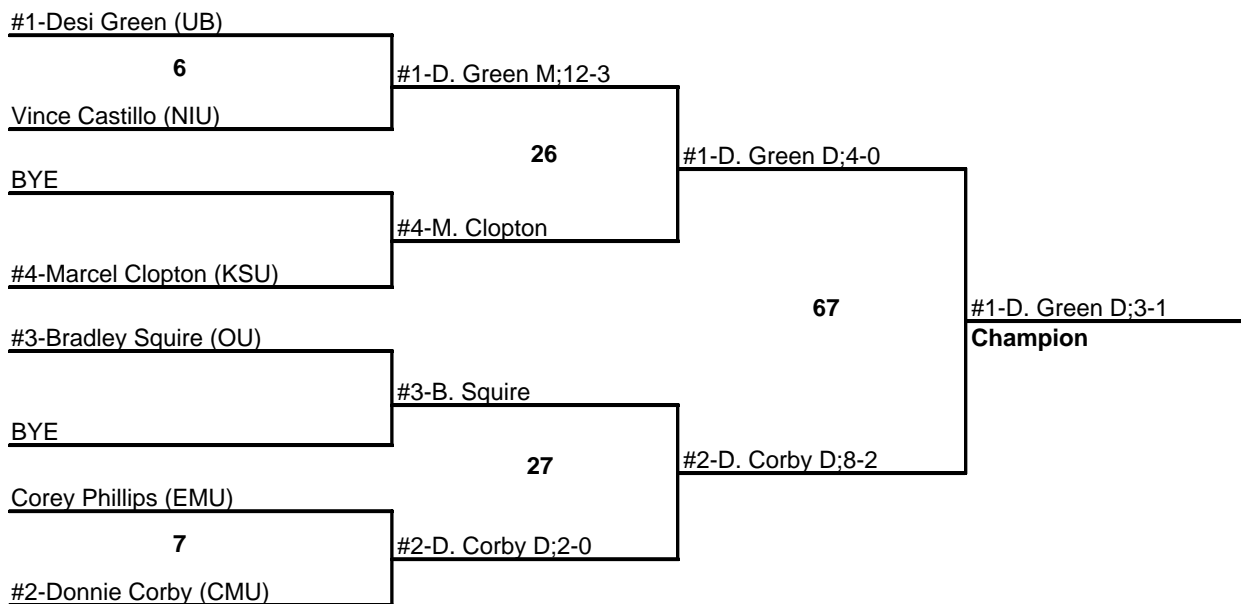 #1-Desi Green (UB)
6
#1-D. Green M;12-3
Vince Castillo (NIU)
26
#1-D. Green D;4-0
BYE
#4-M. Clopton
#4-Marcel Clopton (KSU)
67
#1-D. Green D;3-1
Champion
#3-Bradley Squire (OU)
#3-B. Squire
BYE
27
#2-D. Corby D;8-2
Corey Phillips (EMU)
7
#2-D. Corby D;2-0
#2-Donnie Corby (CMU)